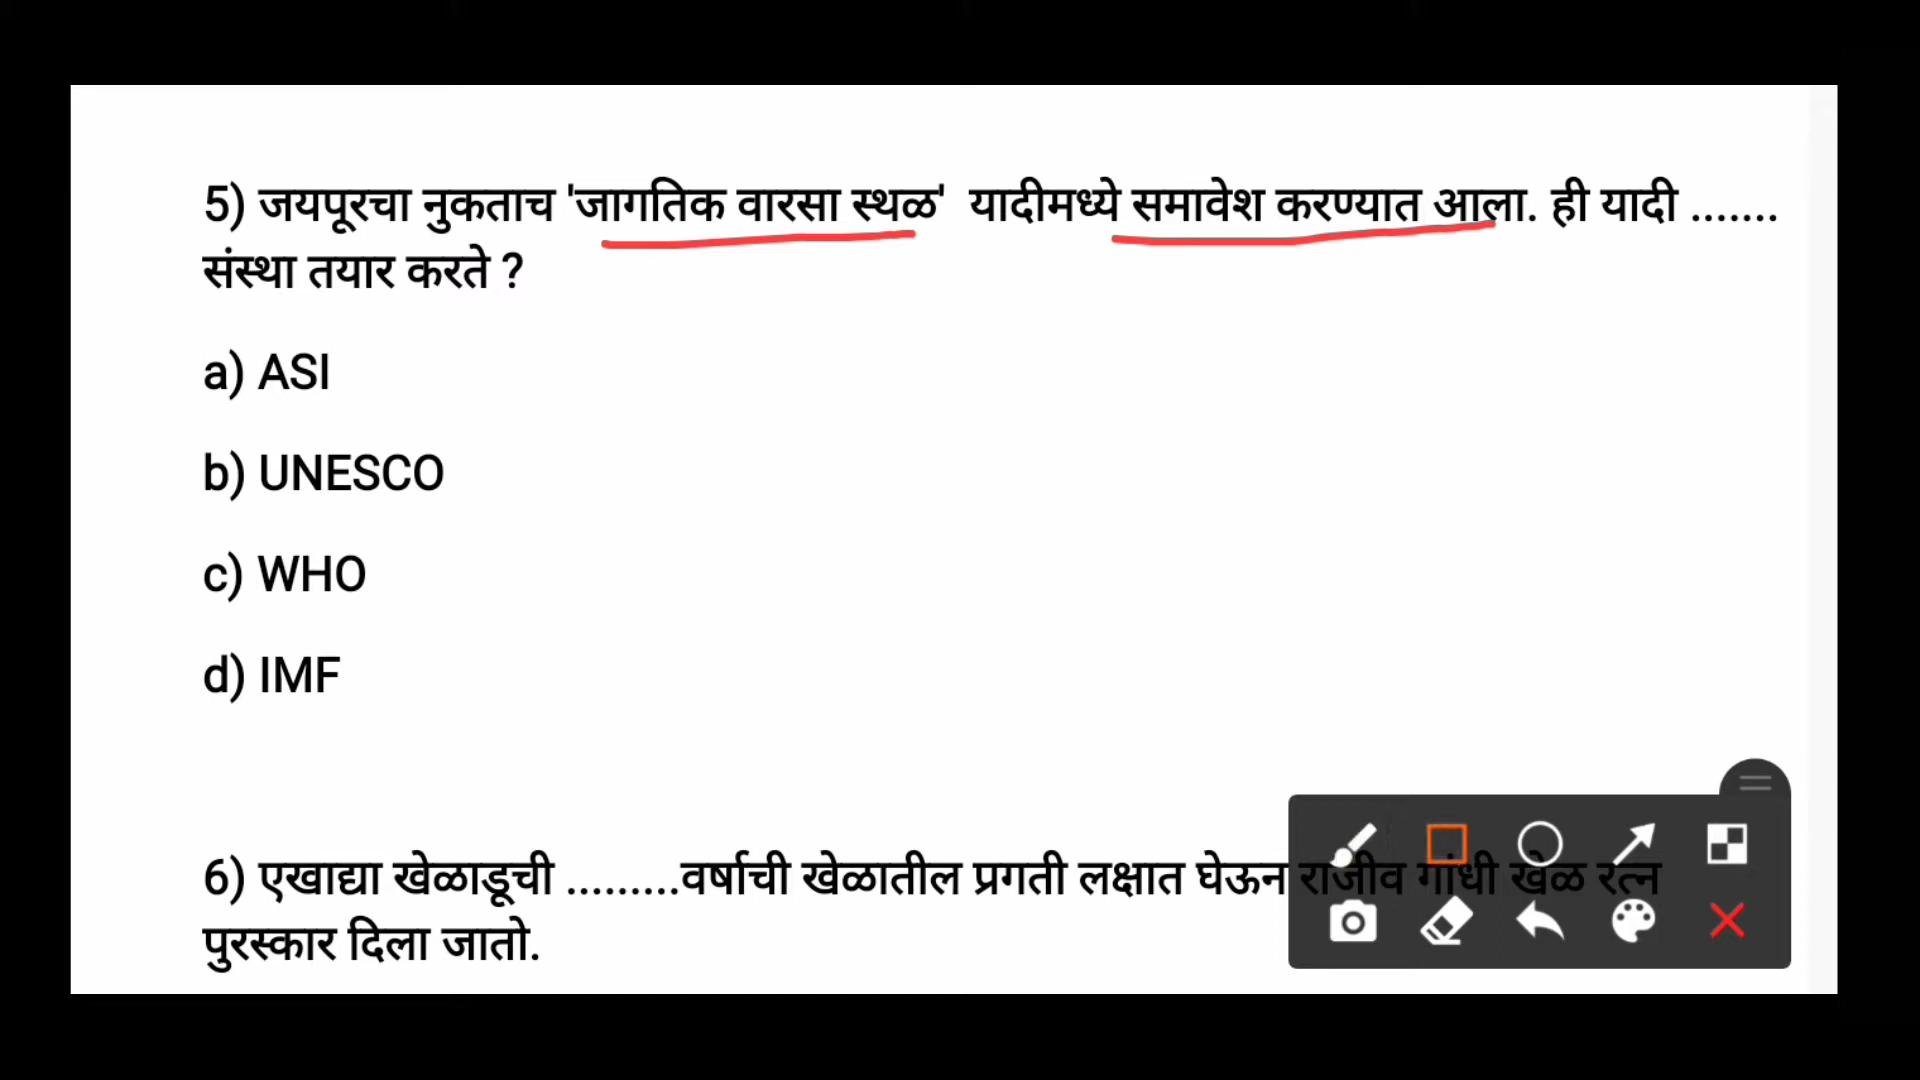 5) जयपूरचा नुकताच 'जागतिक वारसा स्थळ' यादीमध्ये समावेश करण्यात आला. ही यादी .......
संस्था तयार करते ?
a) ASI
b) UNESCO
c) WHO
d) IMF
6) एखाद्या खेळाडूची .........वर्षाची खेळातील प्रगती लक्षात घेऊन राजीव गांधी खेळ रत्न
पुरस्कार दिला जातो.